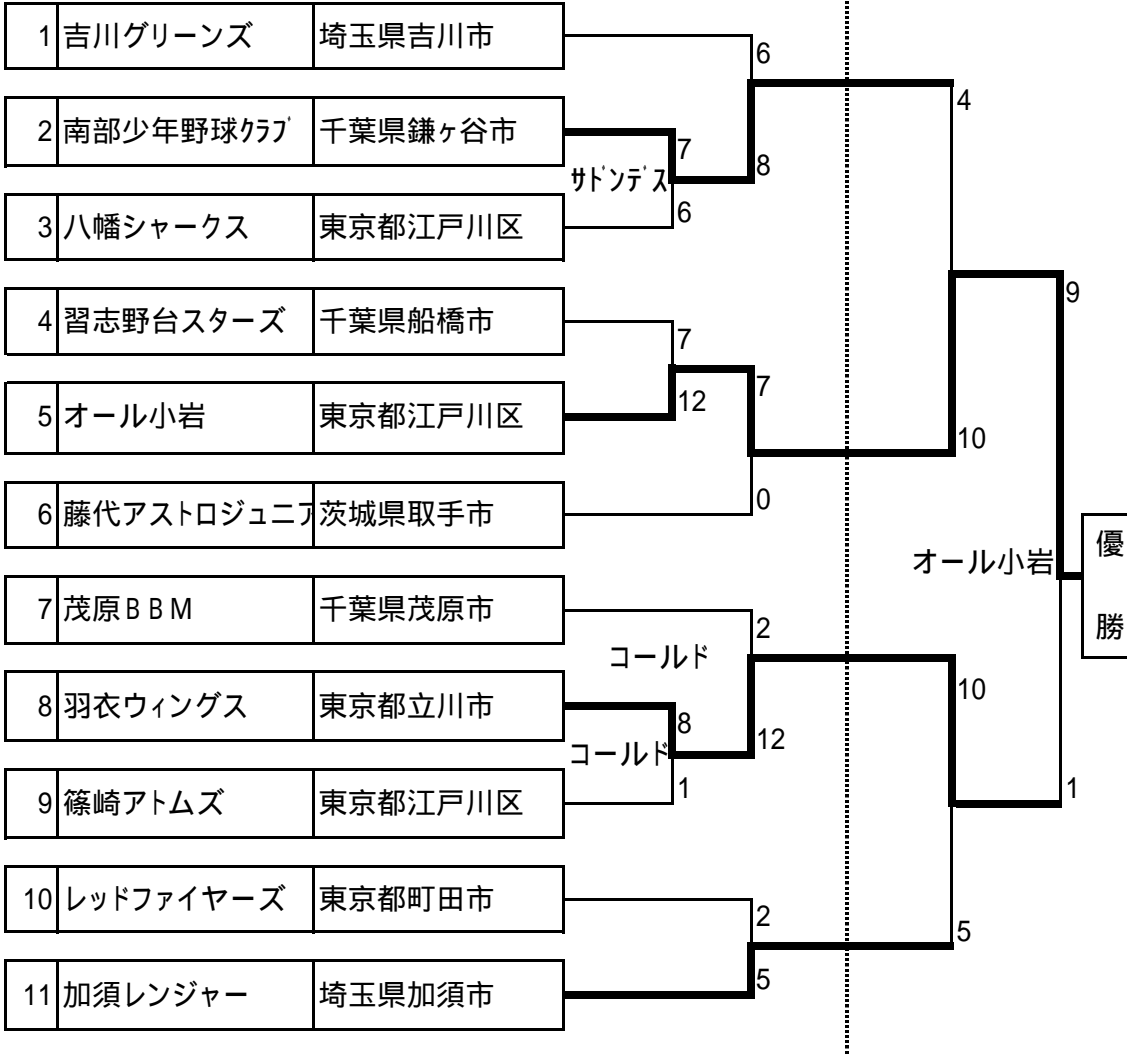 1 吉川グリーンズ 埼玉県吉川市
6
4
2 南部少年野球ｸﾗﾌﾞ 千葉県鎌ヶ谷市
7
8
ｻﾄﾞﾝﾃﾞｽ
6
3 八幡シャークス 東京都江戸川区
9
4 習志野台スターズ 千葉県船橋市
7
7
12
5 オール小岩 東京都江戸川区
10
6 藤代アストロジュニア 茨城県取手市
0
オール小岩
優
勝
7 茂原ＢＢＭ 千葉県茂原市
2
コールド
10
8 羽衣ウィングス 東京都立川市
8
12
コールド
1
1
9 篠崎アトムズ 東京都江戸川区
10 レッドファイヤーズ 東京都町田市
2
5
5
11 加須レンジャー 埼玉県加須市